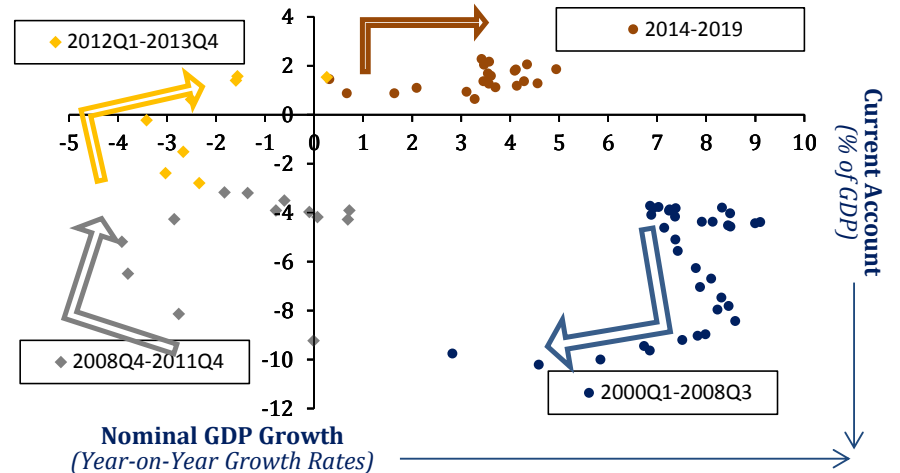 4
2012Q1-2013Q4
2014-2019
2
0
-5 -4 -3 -2 -1 0 1 2 3 4 5 6 7 8 9 10
-2
-4
-6
-8
-10
-12
2008Q4-2011Q4
2000Q1-2008Q3
Current Account
(% of GDP)
Nominal GDP Growth
(Year-on-Year Growth Rates)